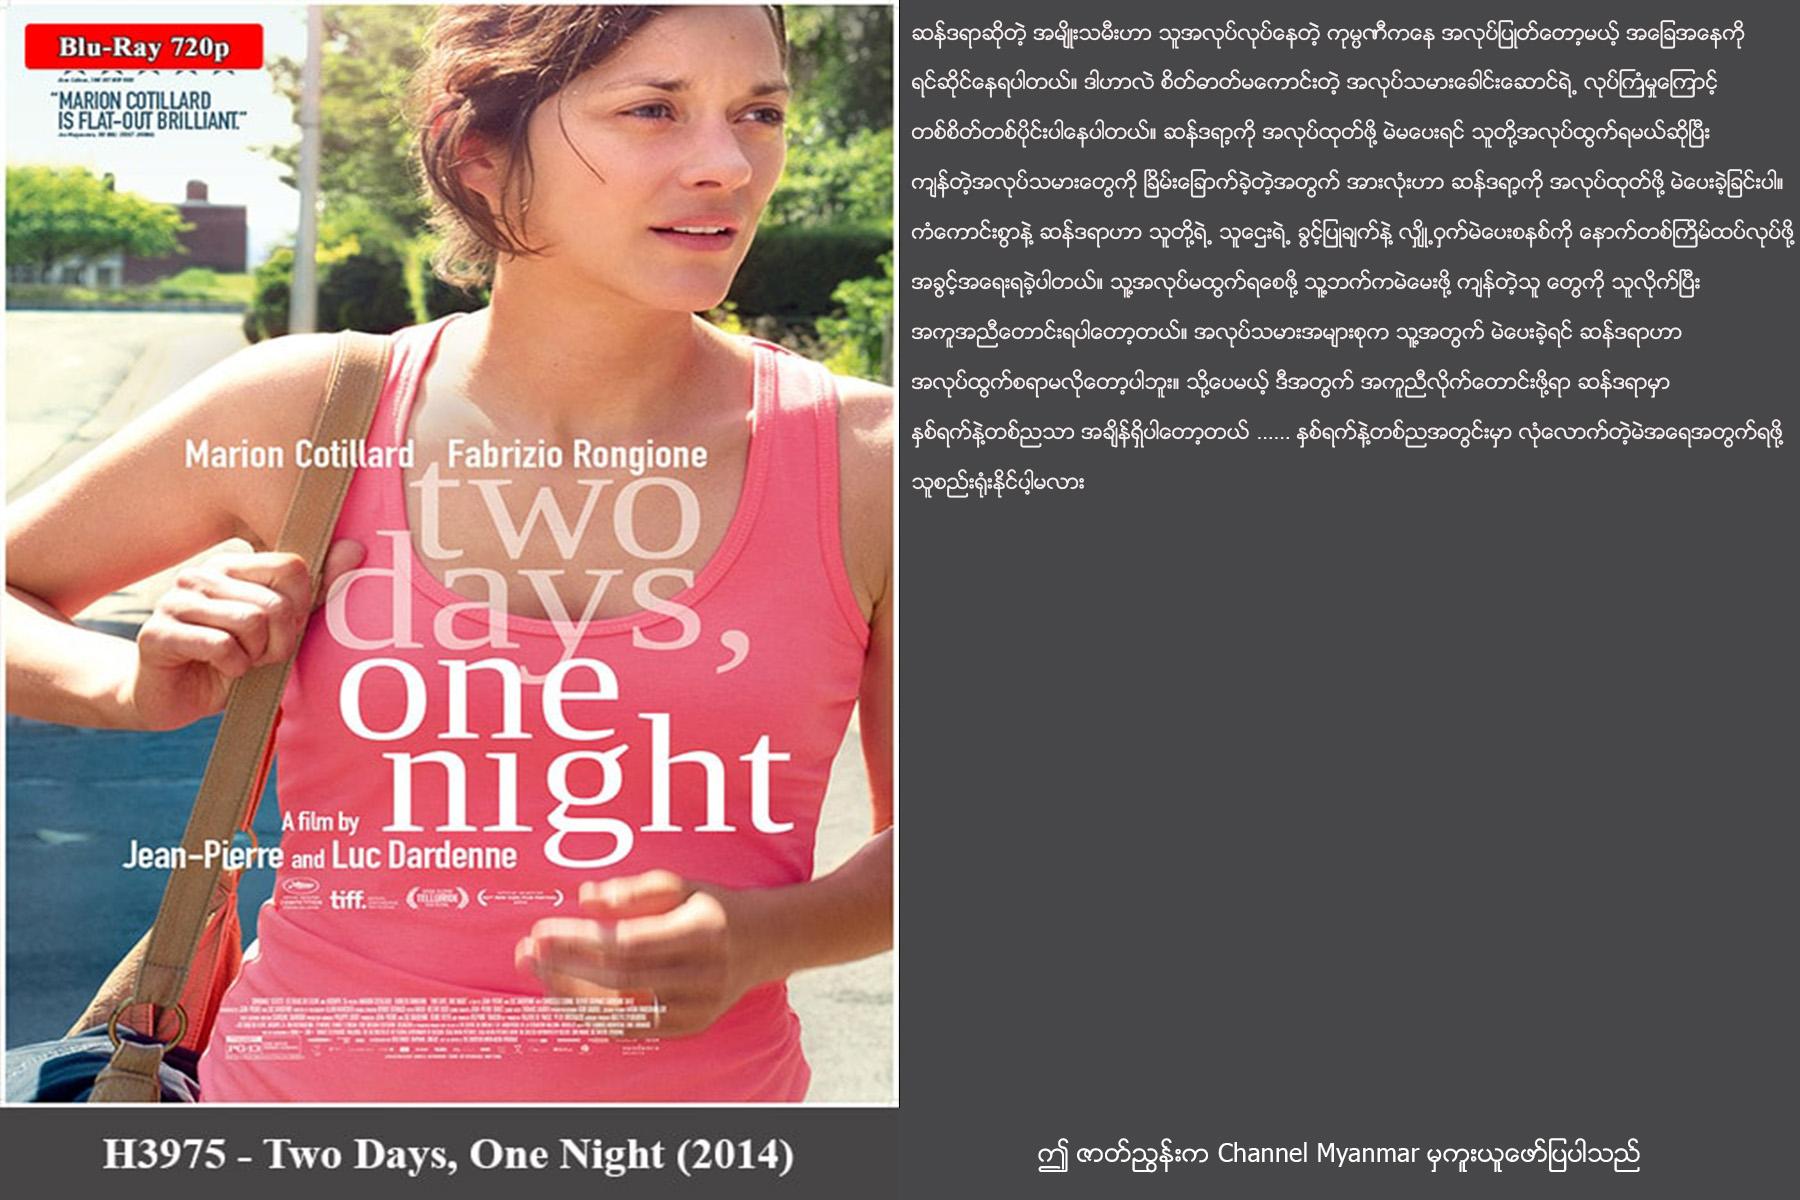 Blu-Ray 720p
"MARION COTILLARD
IS FLAT-OUT BRILLIANT."
Marion Cotillard Fabrizio Rongione
two
days,
one
night
A film by
Jean-Pierre and Luc Dardenne
tiff.
H3975 - Two Days, One Night (2014)
ဆန်ဒရာဆိုတဲ့ အမျိုးသမီးဟာ သူအလုပ်လုပ်နေတဲ့ ကုမ္ပဏီကနေ အလုပ်ပြုတ်တော့မယ့် အခြေအနေကို
ရင်ဆိုင်နေရပါတယ်။ ဒါဟာလဲ စိတ်ဓာတ်မကောင်းတဲ့ အလုပ်သမားခေါင်းဆောင်ရဲ့ လုပ်ကြံမှုကြောင့်
တစ်စိတ်တစ်ပိုင်းပါနေပါတယ်။ ဆန်ဒရာ့ကို အလုပ်ထုတ်ဖို့ မဲမပေးရင် သူတို့အလုပ်ထွက်ရမယ်ဆိုပြီး
ကျန်တဲ့အလုပ်သမားတွေကို ခြိမ်းခြောက်ခဲ့တဲ့အတွက် အားလုံးဟာ ဆန်ဒရာ့ကို အလုပ်ထုတ်ဖို့ မဲပေးခဲ့ခြင်းပါ။
ကံကောင်းစွာနဲ့ ဆန်ဒရာဟာ သူတို့ရဲ့ သူဌေးရဲ့ ခွင့်ပြုချက်နဲ့ လျှို့ဝှက်မဲပေးစနစ်ကို နောက်တစ်ကြိမ်ထပ်လုပ်ဖို့
အခွင့်အရေးရခဲ့ပါတယ်။ သူ့အလုပ်မထွက်ရစေဖို့ သူ့ဘက်ကမဲမေးဖို့ ကျန်တဲ့သူ တွေကို သူလိုက်ပြီး
အကူအညီတောင်းရပါတော့တယ်။ အလုပ်သမားအများစုက သူ့အတွက် မဲပေးခဲ့ရင် ဆန်ဒရာဟာ
အလုပ်ထွက်စရာမလိုတော့ပါဘူး။ သို့ပေမယ့် ဒီအတွက် အကူညီလိုက်တောင်းဖို့ရာ ဆန်ဒရာမှာ
နှစ်ရက်နဲ့တစ်ညသာ အချိန်ရှိပါတော့တယ် ...... နှစ်ရက်နဲ့တစ်ညအတွင်းမှာ လုံလောက်တဲ့မဲအရေအတွက်ရဖို့
သူစည်းရုံးနိုင်ပါ့မလား
ဤ ဇာတ်ညွှန်းက Channel Myanmar မှကူးယူဖော်ပြပါသည်